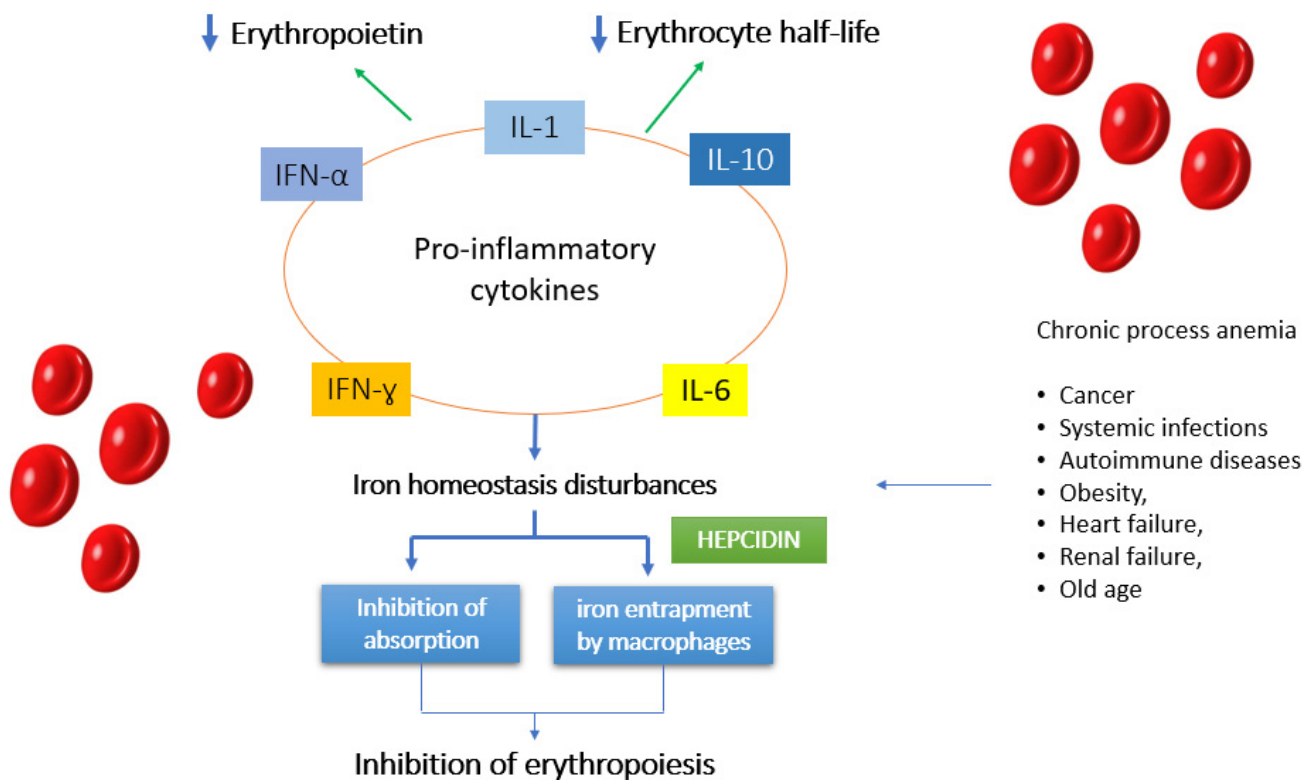 Erythropoietin
Erythrocyte half-life
IL-1
IFN-α
IL-10
Pro-inflammatory
cytokines
IFN-ɣ
IL-6
Iron homeostasis disturbances
HEPCIDIN
Inhibition of
absorption
iron entrapment
by macrophages
Inhibition of erythropoiesis
Chronic process anemia
• Cancer
• Systemic infections
• Autoimmune diseases
• Obesity,
• Heart failure,
• Renal failure,
• Old age